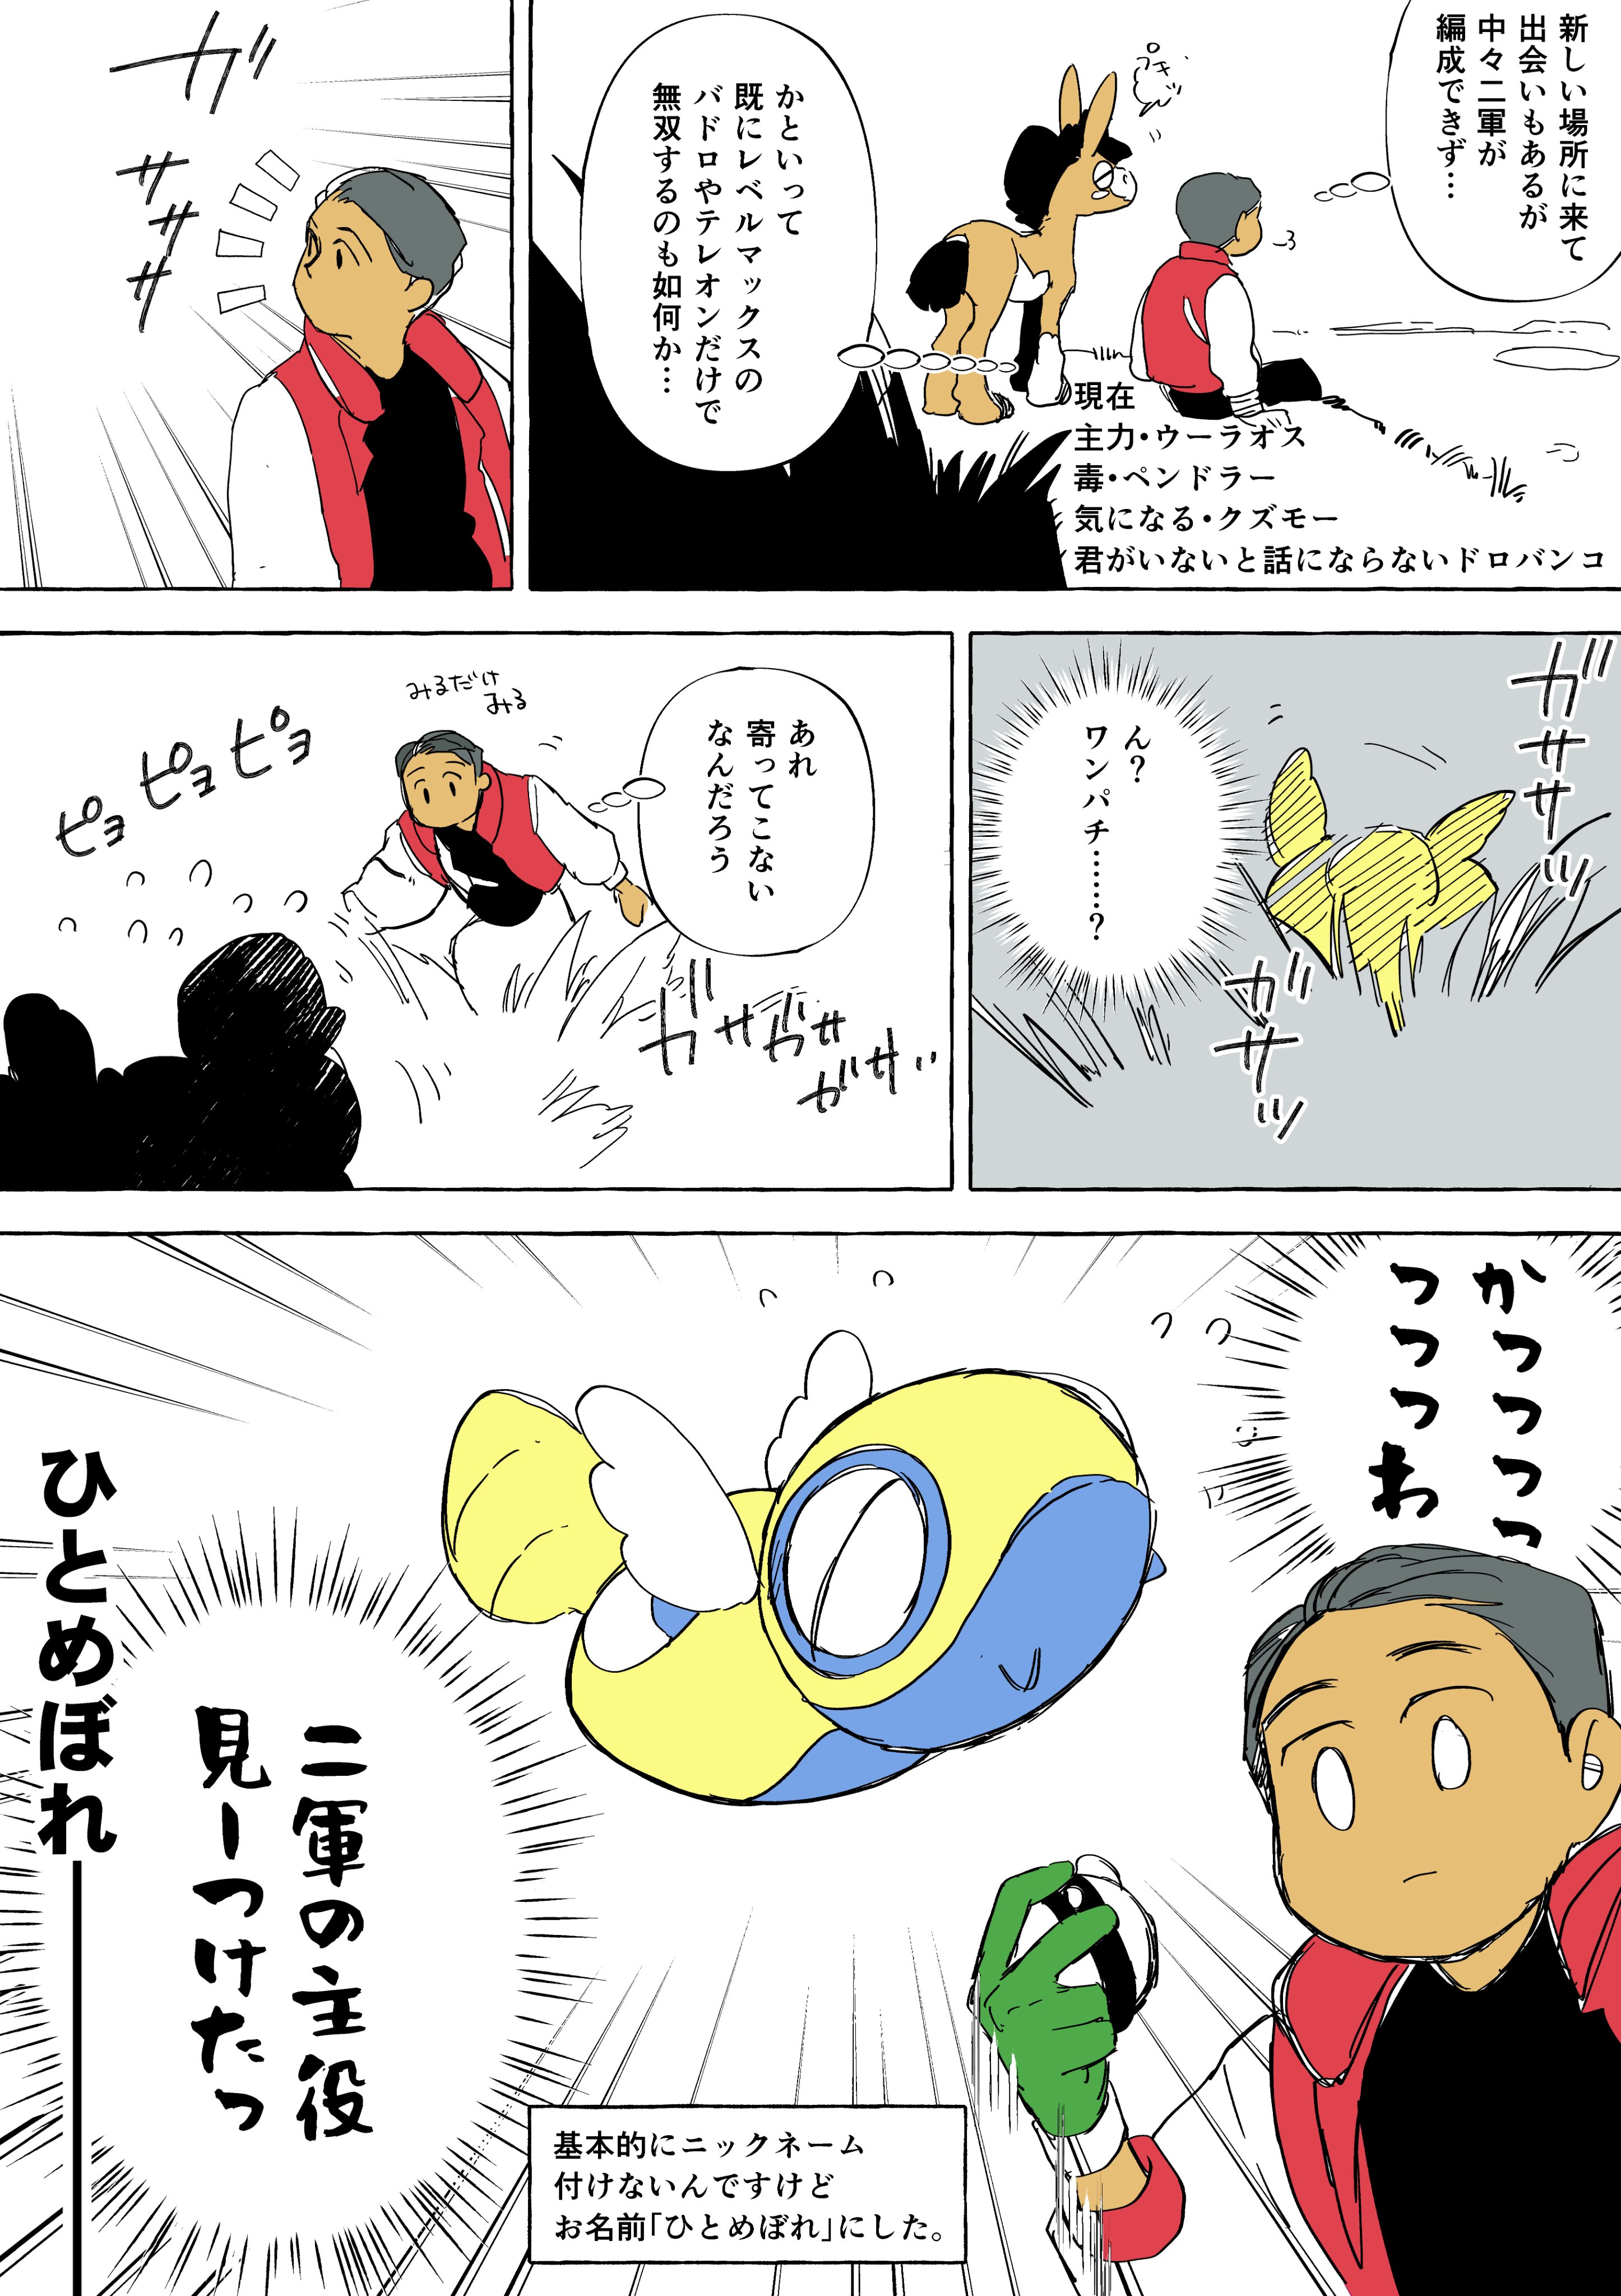 新しい場所に来て
出会いもあるが
中々二軍が
編成できず…
現在
主力・ウーラオス
毒・ペンドラー
気になる・クズモー
君がいないと話にならないドロバンコ
かといって
既にレベルマックスの
バドロやテレオンだけで
無双するのも如何か…
ガ
サササ
ガササッ
ん？
ワンパチ……？
ガサッ
あれ
寄ってこない
なんだろう
みるだけ
みる
ピョピョピョ
ガサガサガサ
かっっっっ
っっっわ
二軍の主役
見ーつけたっ
ひとめぼれ――
基本的にニックネーム
付けないんですけど
お名前「ひとめぼれ」にした。